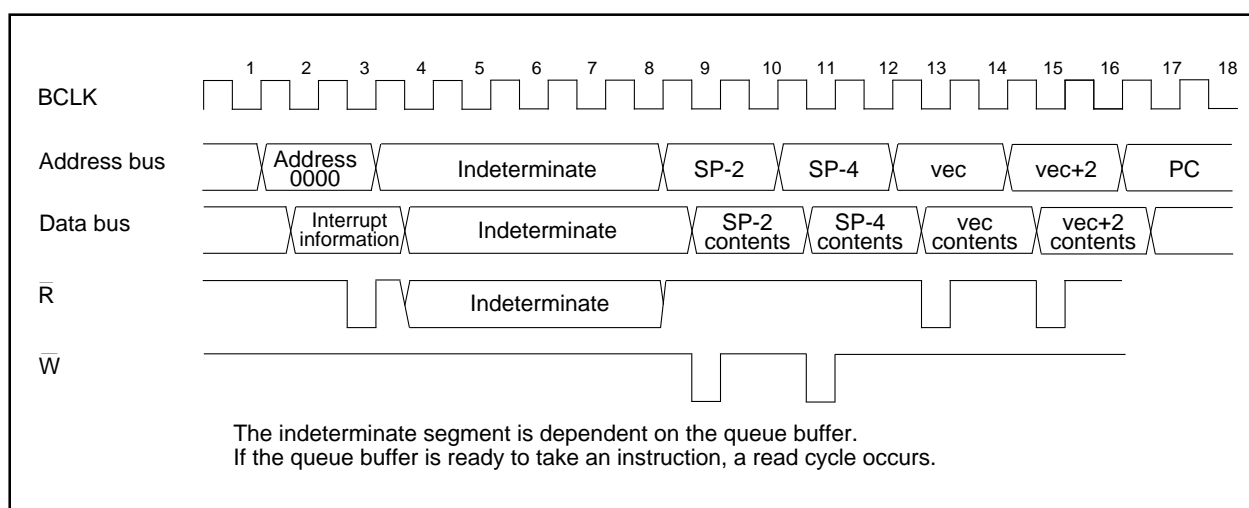 1 2 3 4 5 6 7 8 9 10 11 12 13 14 15 16 17 18
BCLK
Address bus
Address
0000
Indeterminate
SP-2
SP-4
vec
vec+2
PC
Data bus
Interrupt
information
Indeterminate
SP-2
contents
SP-4
contents
vec
contents
vec+2
contents
R
Indeterminate
W
The indeterminate segment is dependent on the queue buffer.
If the queue buffer is ready to take an instruction, a read cycle occurs.